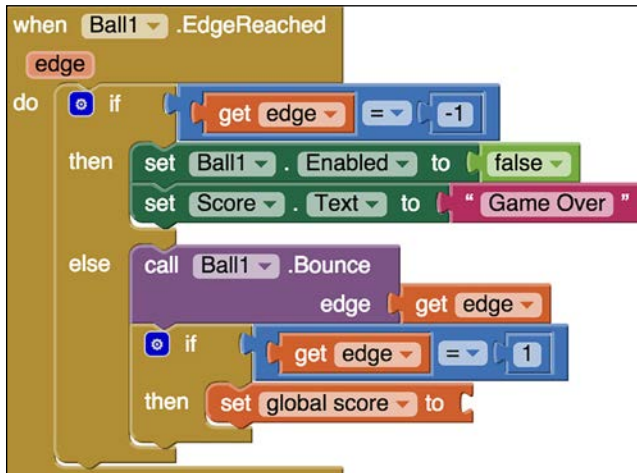 when Ball1 .EdgeReached
edge
do if get edge = -1
then set Ball1 . Enabled to false
set Score . Text to " Game Over "
else call Ball1 .Bounce
edge get edge
if get edge = 1
then set global score to